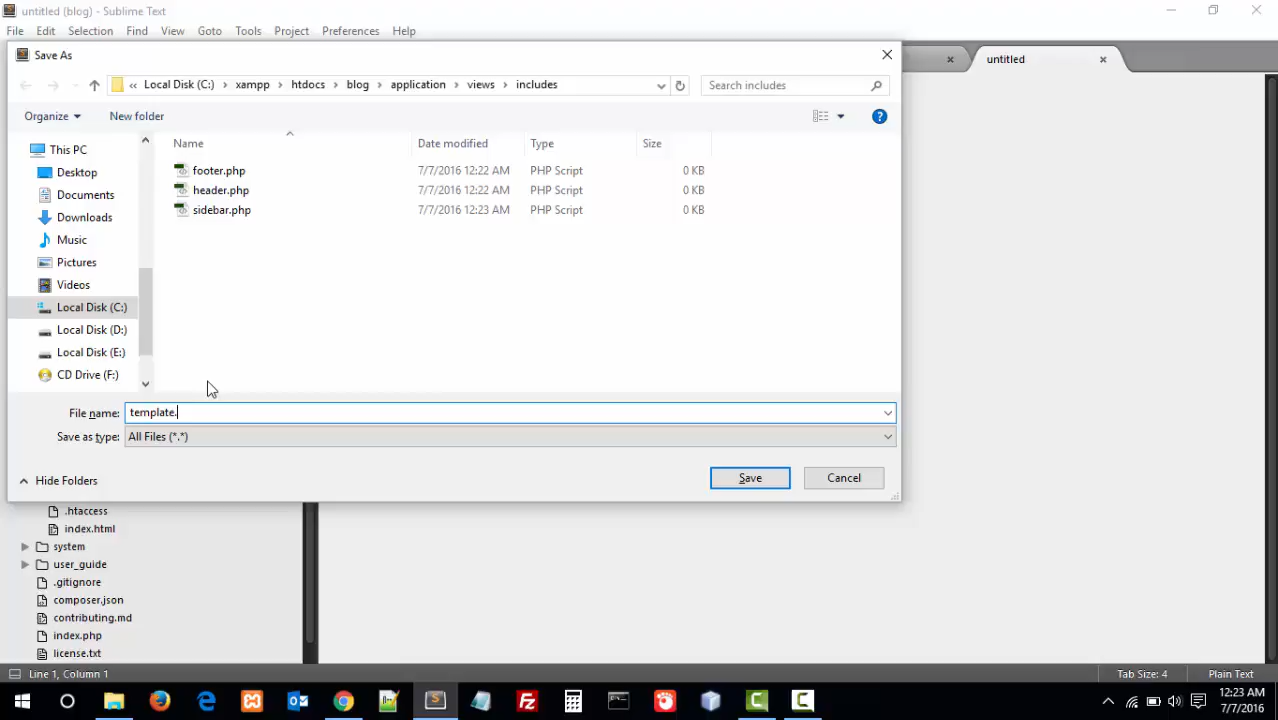 untitled (blog) - Sublime Text
File Edit Selection Find View Goto Tools Project Preferences Help
Save As
untitled
« Local Disk (C:) › xampp › htdocs › blog › application › views › includes
Search includes
Organize New folder
Name Date modified Type Size
This PC
Desktop
Documents
Downloads
Music
Pictures
Videos
Local Disk (C:)
Local Disk (D:)
Local Disk (E:)
CD Drive (F:)
footer.php 7/7/2016 12:22 AM PHP Script 0 KB
header.php 7/7/2016 12:22 AM PHP Script 0 KB
sidebar.php 7/7/2016 12:23 AM PHP Script 0 KB
File name: template.
Save as type: All Files (*.*)
Hide Folders
Save Cancel
.htaccess
index.html
system
user_guide
.gitignore
composer.json
contributing.md
index.php
license.txt
Line 1, Column 1
Tab Size: 4 Plain Text
12:23 AM
7/7/2016